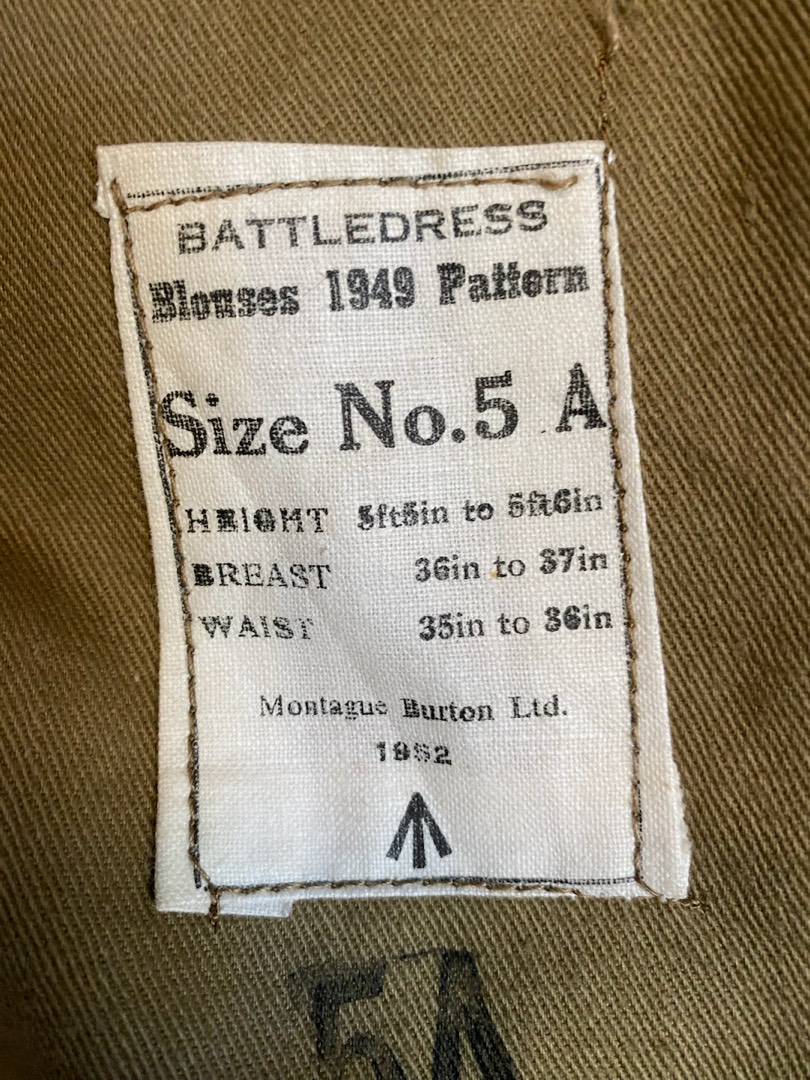 BATTLEDRESS
Blouses 1949 Pattern
Size No.5 A
HEIGHT 5ft5in to 5ft6in
BREAST 36in to 37in
WAIST 35in to 36in
Montague Burton Ltd.
1952
5A